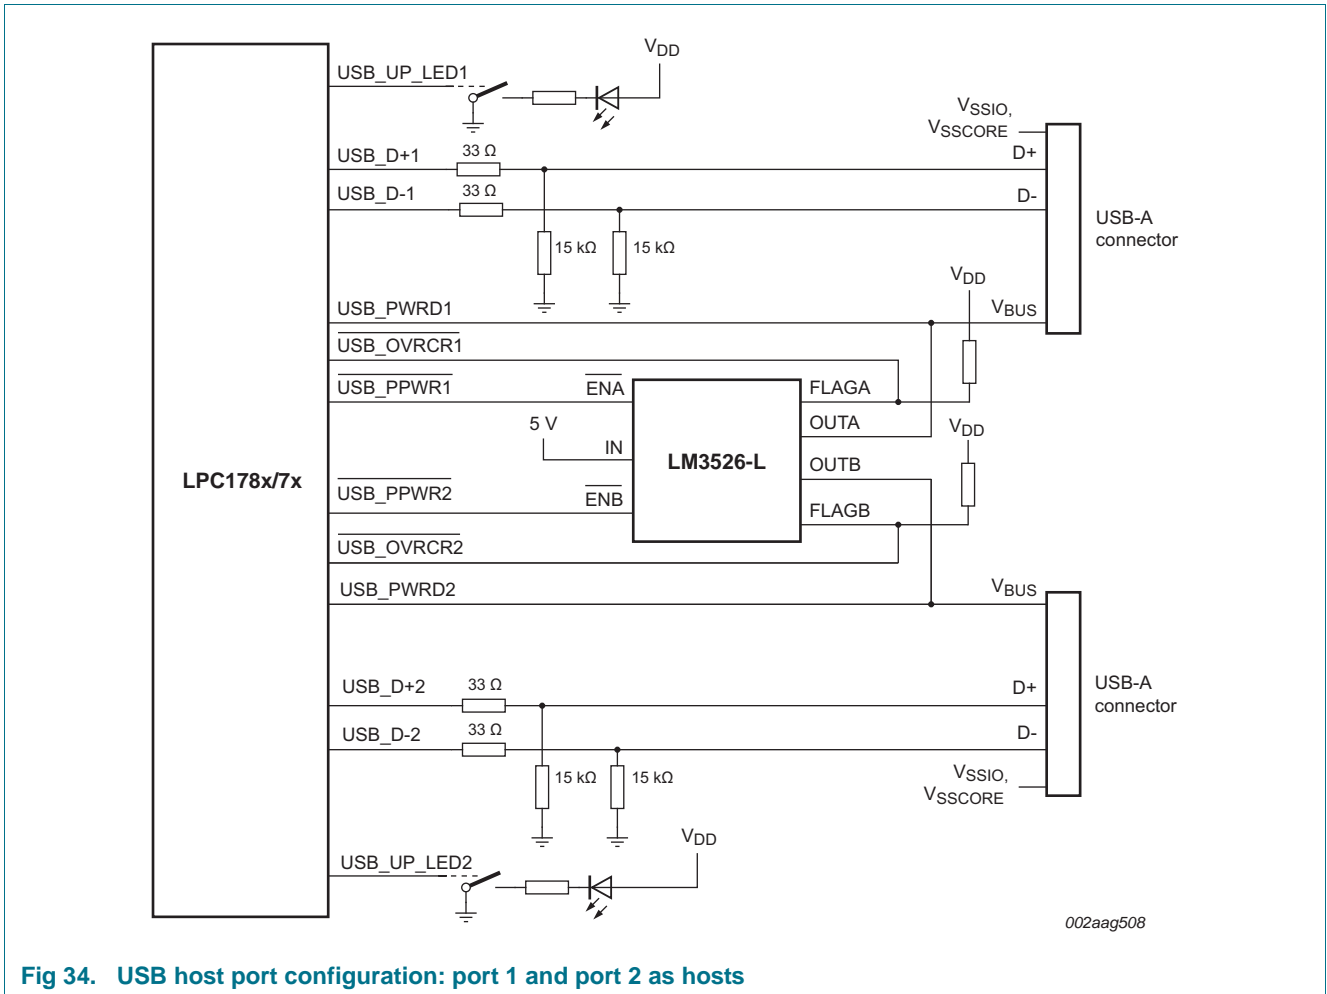 VDD
USB_UP_LED1
VSSIO,
VSSCORE
USB_D+1
33 Ω
D+
USB_D-1
33 Ω
D-
USB-A
connector
15 kΩ
15 kΩ
VDD
USB_PWRD1
VBUS
USB_OVRCR1
USB_PPWR1
ENA
FLAGA
5 V
OUTA
VDD
IN
LM3526-L
OUTB
LPC178x/7x
USB_PPWR2
ENB
FLAGB
USB_OVRCR2
USB_PWRD2
VBUS
USB_D+2
33 Ω
D+
USB-A
connector
USB_D-2
33 Ω
D-
15 kΩ
15 kΩ
VSSIO,
VSSCORE
VDD
USB_UP_LED2
002aag508
Fig 34. USB host port configuration: port 1 and port 2 as hosts